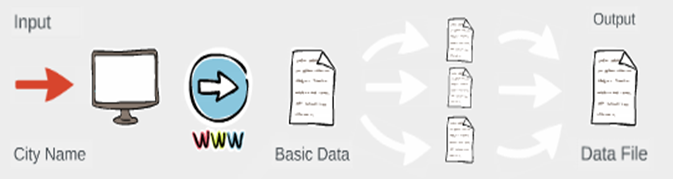 Input
Output
WWW
City Name
Basic Data
Data File